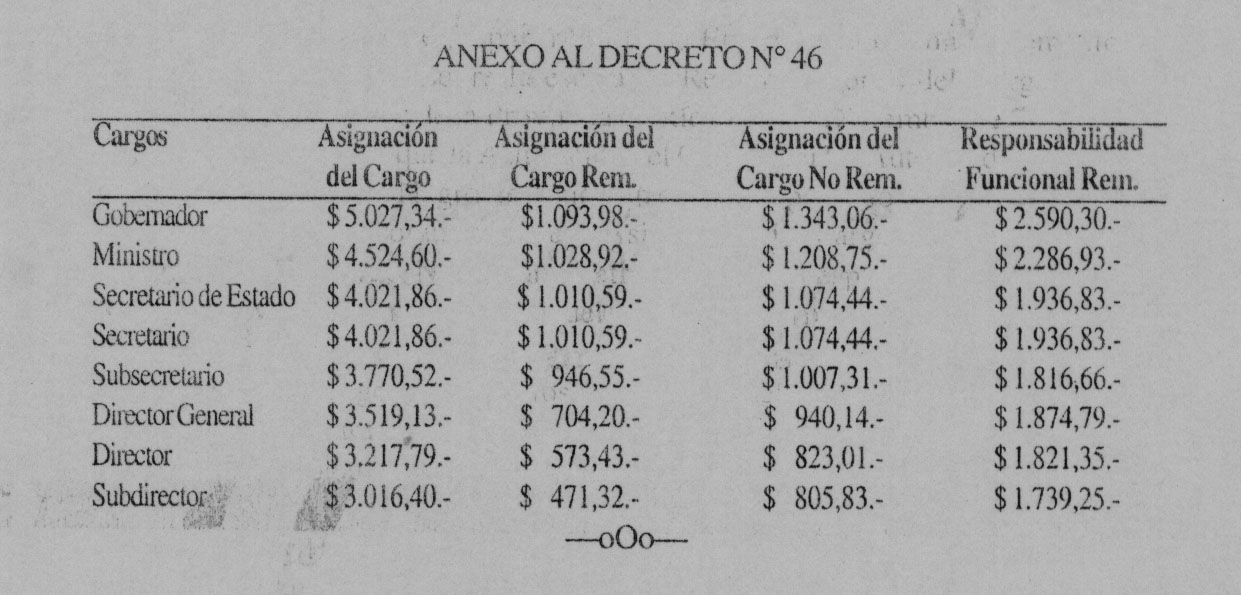 ANEXO AL DECRETO N° 46
Cargos Asignación Asignación del Asignación del Responsabilidad
del Cargo Cargo Rem. Cargo No Rem. Funcional Rem.
Gobernador $ 5.027,34.- $1.093,98.- $ 1.343,06.- $ 2.590,30.-
Ministro $ 4.524,60.- $1.028,92.- $ 1.208,75.- $ 2.286,93.-
Secretario de Estado $ 4.021,86.- $ 1.010,59.- $ 1.074,44.- $ 1.936,83.-
Secretario $ 4.021,86.- $ 1.010,59.- $ 1.074,44.- $ 1.936,83.-
Subsecretario $ 3.770,52.- $ 946,55.- $ 1.007,31.- $ 1.816,66.-
Director General $ 3.519,13.- $ 704,20.- $ 940,14.- $ 1.874,79.-
Director $ 3.217,79.- $ 573,43.- $ 823,01.- $ 1.821,35.-
Subdirector $ 3.016,40.- $ 471,32.- $ 805,83.- $ 1.739,25.-
—oOo—